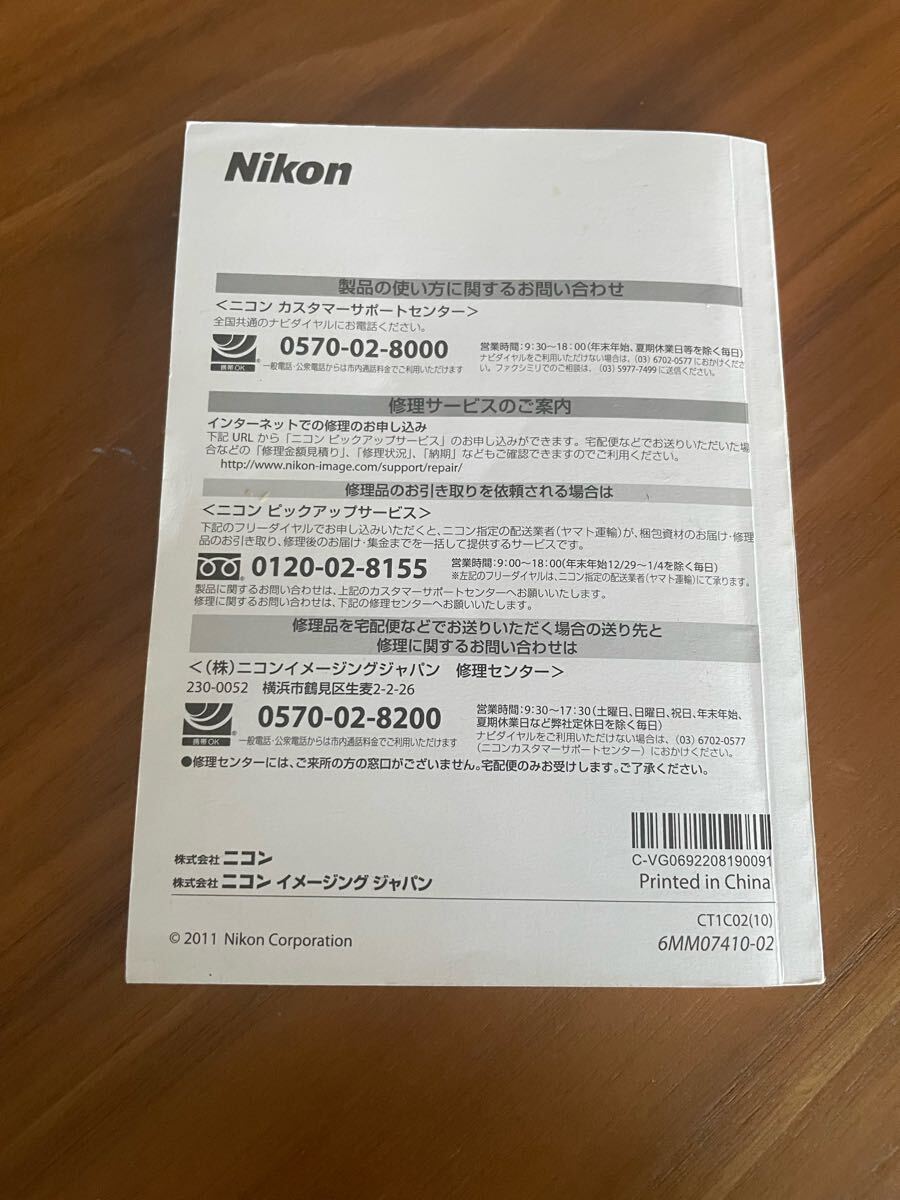 Nikon
製品の使い方に関するお問い合わせ
<ニコン カスタマーサポートセンター>
全国共通のナビダイヤルにお電話ください。
携帯OK
0570-02-8000
一般電話・公衆電話からは市内通話料金でご利用いただけます
営業時間:9:30〜18:00(年末年始、夏期休業日等を除く毎日)
ナビダイヤルをご利用いただけない場合は、(03) 6702-0577 におかけくださ
い。ファクシミリでのご相談は、(03) 5977-7499 に送信ください。
修理サービスのご案内
インターネットでの修理のお申し込み
下記 URL から「ニコン ピックアップサービス」のお申し込みができます。宅配便などでお送りいただいた場
合などの「修理金額見積り」、「修理状況」、「納期」などもご確認できますのでご利用ください。
http://www.nikon-image.com/support/repair/
修理品のお引き取りを依頼される場合は
<ニコン ピックアップサービス>
下記のフリーダイヤルでお申し込みいただくと、ニコン指定の配送業者(ヤマト運輸)が、梱包資材のお届け・修理
品のお引き取り、修理後のお届け・集金までを一括して提供するサービスです。
0120-02-8155
営業時間:9:00〜18:00(年末年始12/29〜1/4を除く毎日)
※左記のフリーダイヤルは、ニコン指定の配送業者(ヤマト運輸)にて承ります。
製品に関するお問い合わせは、上記のカスタマーサポートセンターへお願いいたします。
修理に関するお問い合わせは、下記の修理センターへお願いいたします。
修理品を宅配便などでお送りいただく場合の送り先と
修理に関するお問い合わせは
<(株)ニコンイメージングジャパン 修理センター>
230-0052 横浜市鶴見区生麦2-2-26
携帯OK
0570-02-8200
一般電話・公衆電話からは市内通話料金でご利用いただけます
営業時間:9:30〜17:30(土曜日、日曜日、祝日、年末年始、
夏期休業日など弊社定休日を除く毎日)
ナビダイヤルをご利用いただけない場合は、(03) 6702-0577
(ニコンカスタマーサポートセンター)におかけください。
●修理センターには、ご来所の方の窓口がございません。宅配便のみお受けします。ご了承ください。
C-VG0692208190091
Printed in China
株式会社 ニコン
株式会社 ニコン イメージング ジャパン
CT1C02(10)
© 2011 Nikon Corporation
6MM07410-02